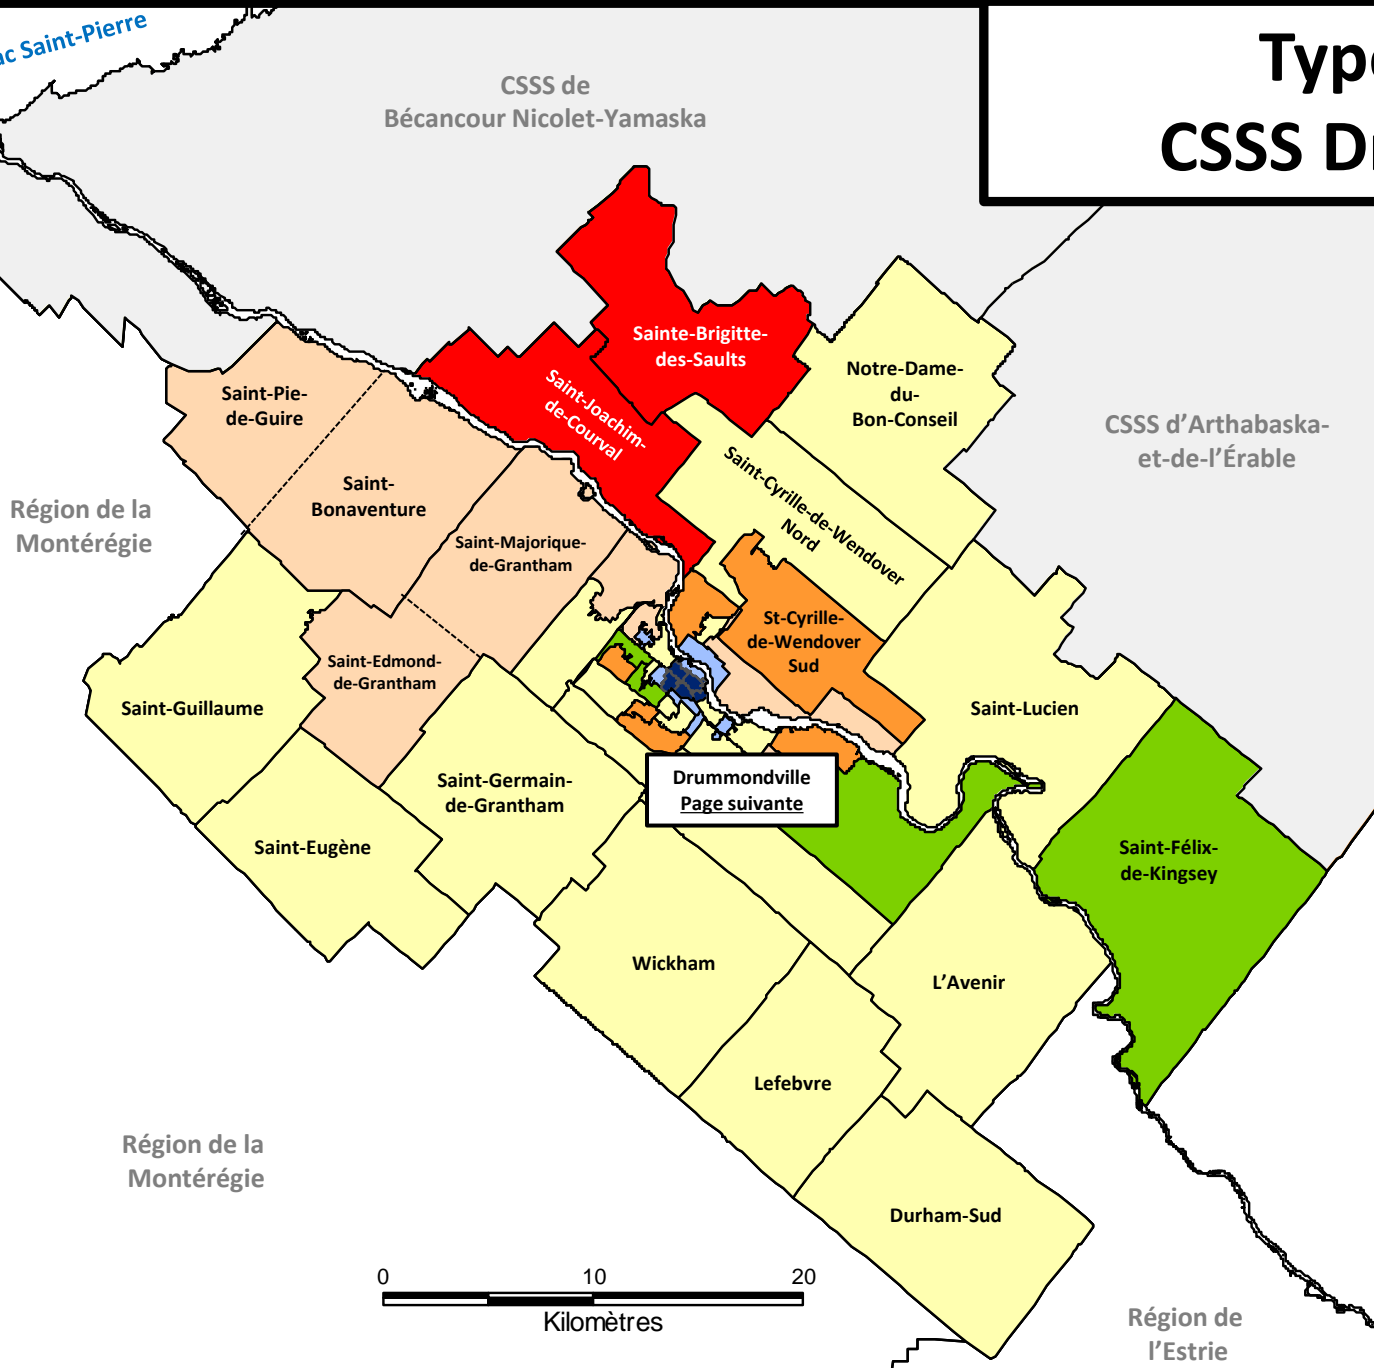 Lac Saint-Pierre
CSSS de
Bécancour Nicolet-Yamaska
CSSS D
Sainte-Brigitte-
des-Saults
Notre-Dame-
du-
Bon-Conseil
Saint-Joachim-
de-Courval
Saint-Pie-
de-Guire
CSSS d'Arthabaska-
et-de-l'Érable
Saint-Cyrille-de-Wendover
Nord
Saint-
Bonaventure
Région de la
Montérégie
Saint-Majorique-
de-Grantham
St-Cyrille-
de-Wendover
Sud
Saint-Edmond-
de-Grantham
Saint-Guillaume
Saint-Lucien
Saint-Germain-
de-Grantham
Drummondville
Page suivante
Saint-Eugène
Saint-Félix-
de-Kingsey
Wickham
L'Avenir
Lefebvre
Région de la
Montérégie
Durham-Sud
0 10 20
Kilomètres
Région de
l'Estrie